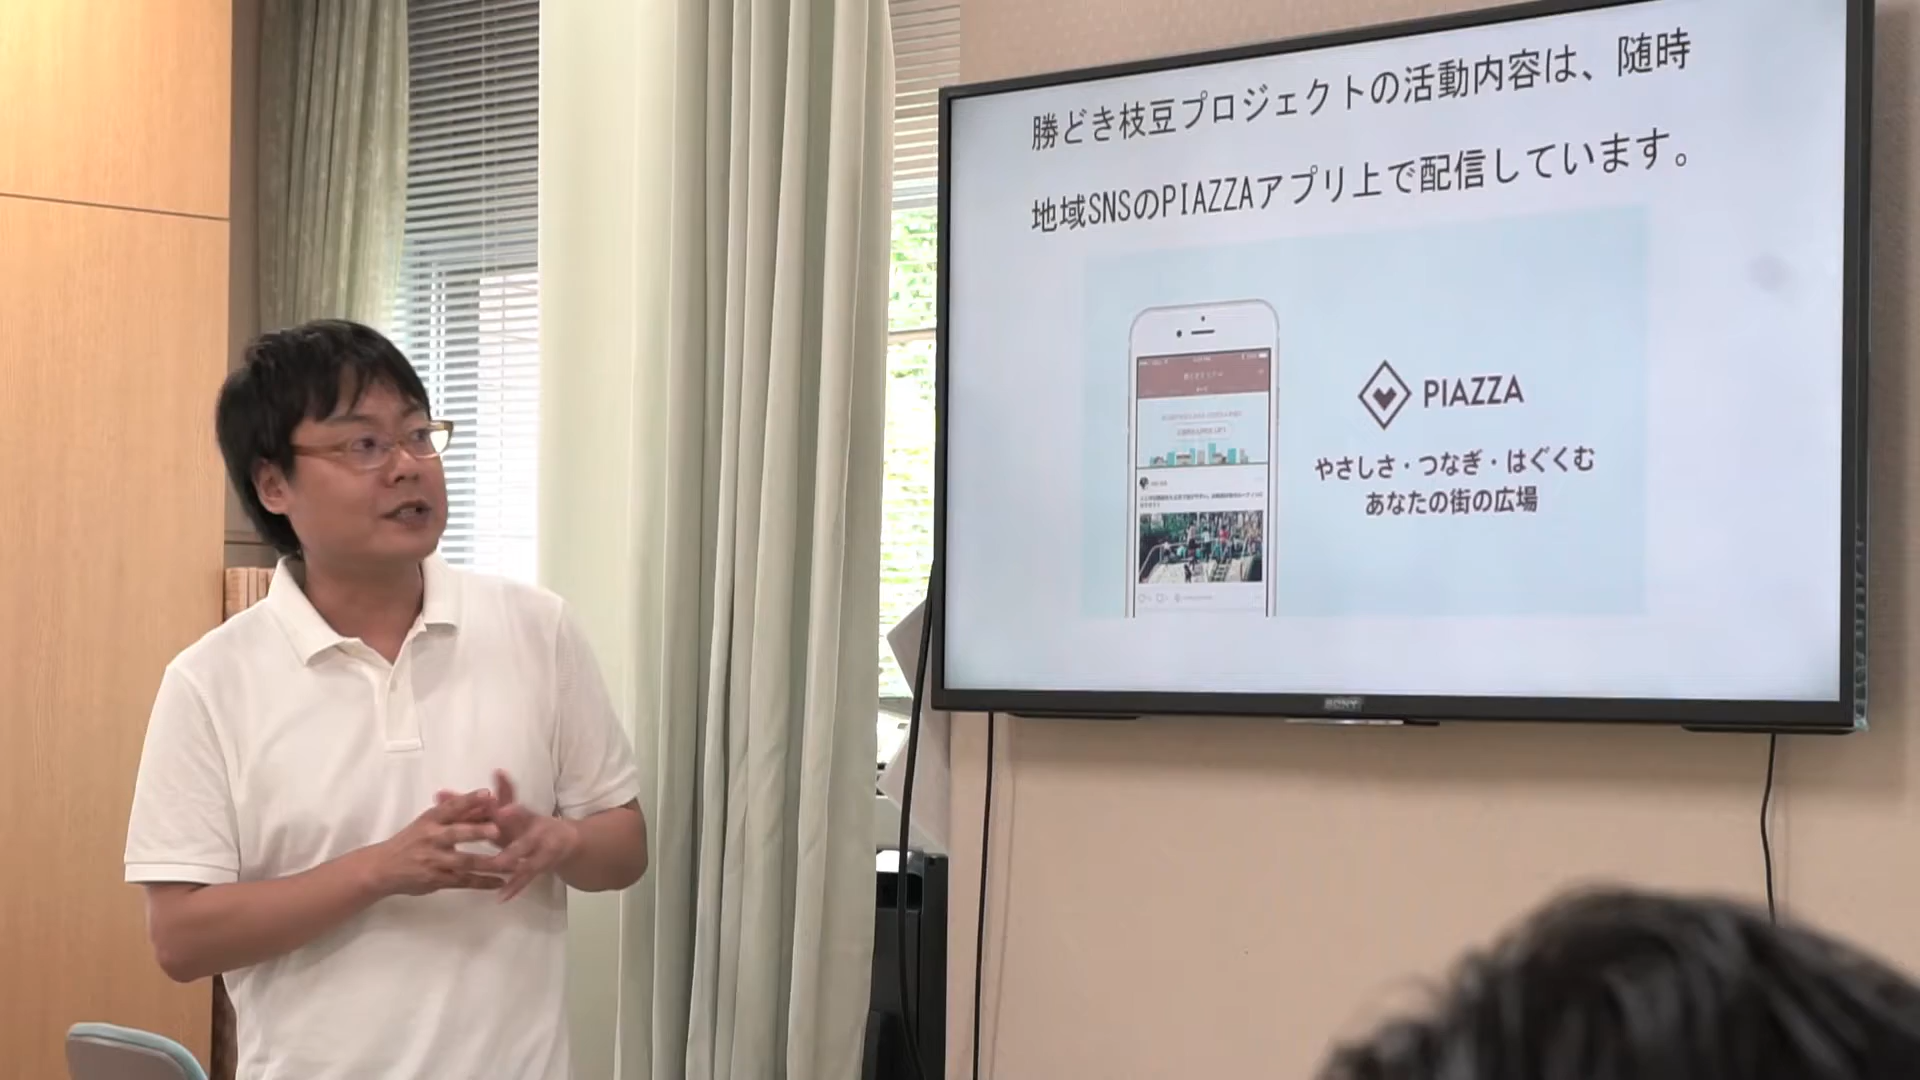 勝どき枝豆プロジェクトの活動内容は、随時
地域SNSのPIAZZAアプリ上で配信しています。
PIAZZA
やさしさ・つなぎ・はぐくむ
あなたの街の広場
SONY